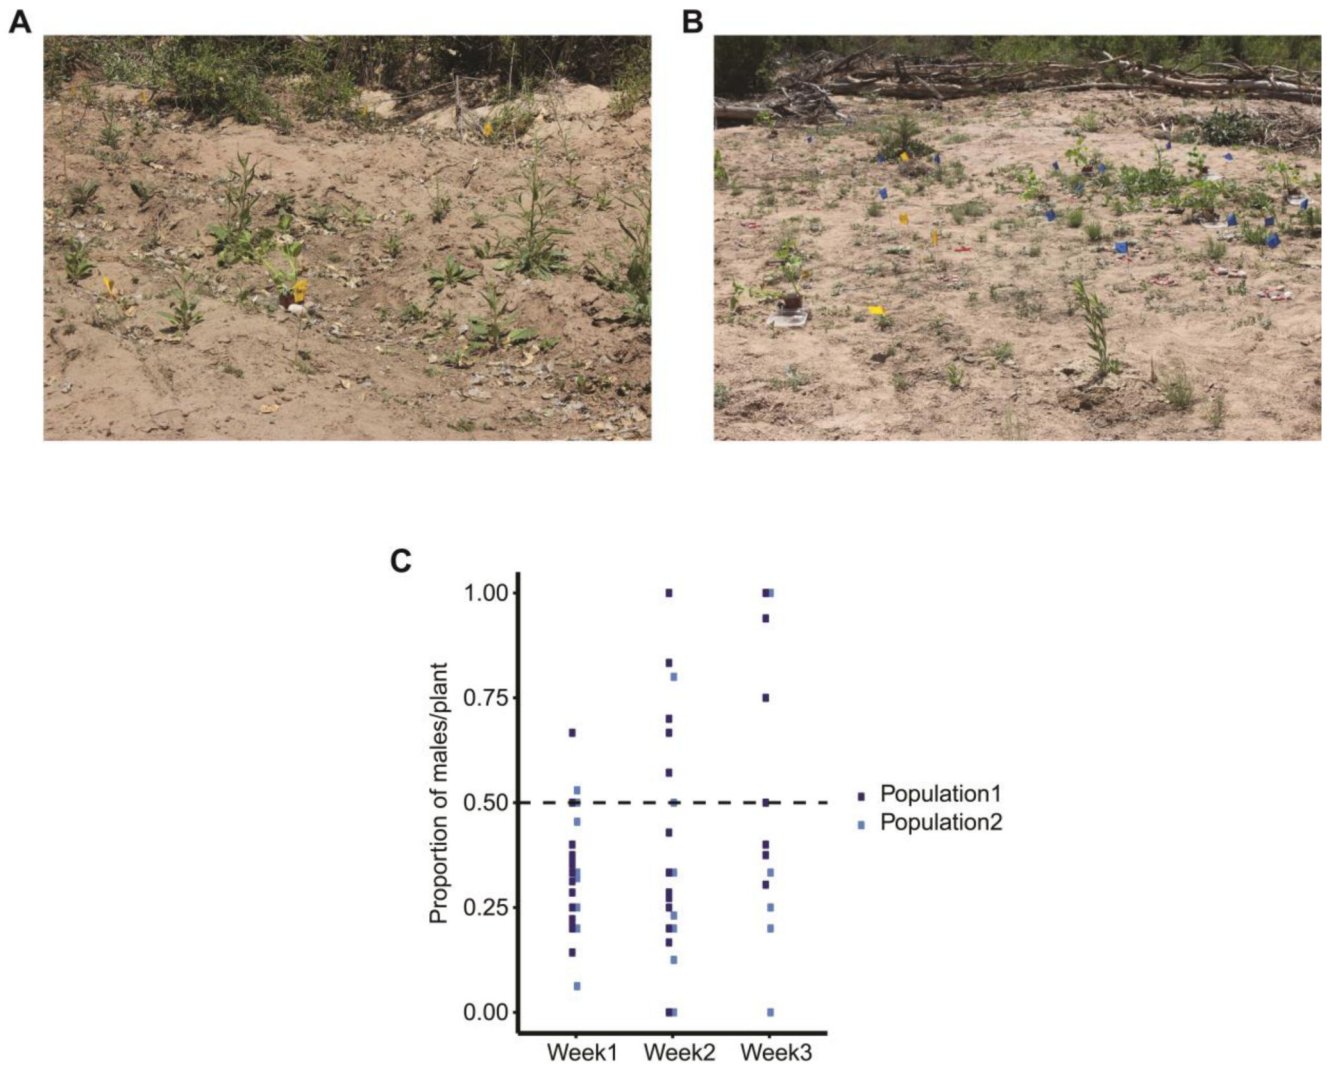 A
B
C
Proportion of males/plant
1.00
0.75
0.50
0.25
0.00
Week1 Week2 Week3
Population1
Population2